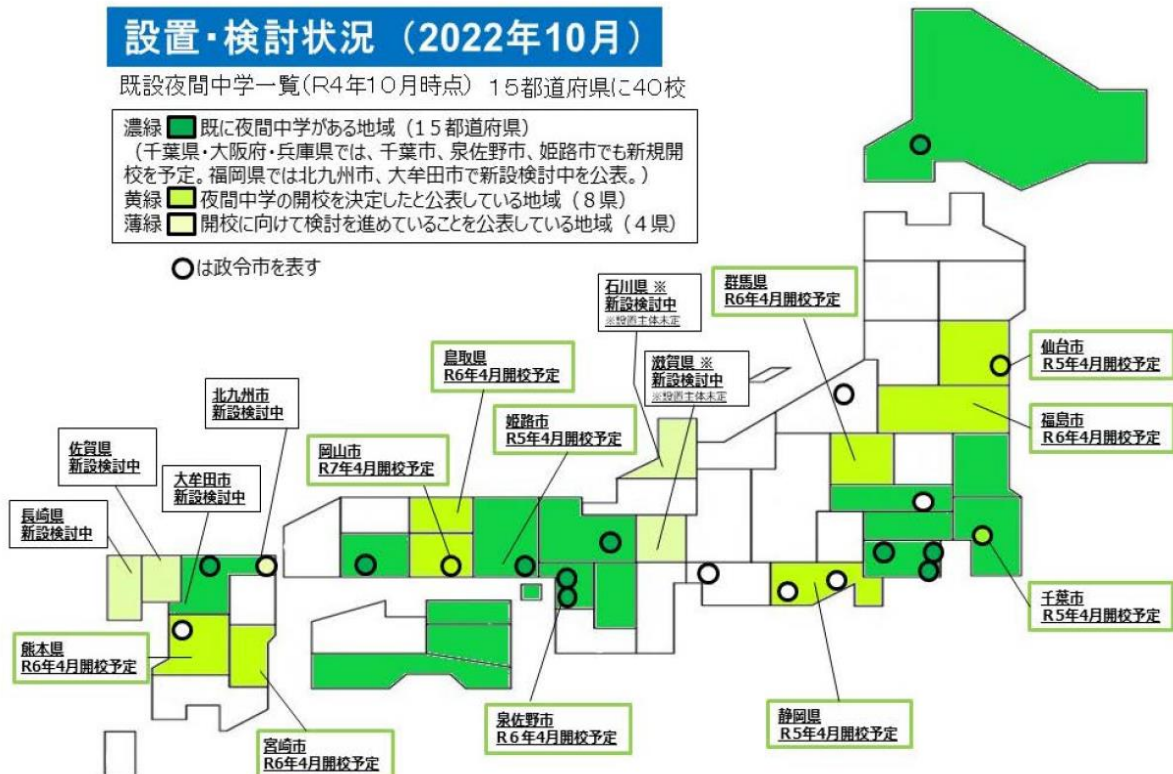 設置・検討状況 （2022年10月）
既設夜間中学一覧(R4年10月時点) 15都道府県に40校
濃緑 既に夜間中学がある地域（１５都道府県）
（千葉県・大阪府・兵庫県では、千葉市、泉佐野市、姫路市でも新規開
校を予定。福岡県では北九州市、大牟田市で新設検討中を公表。）
黄緑 夜間中学の開校を決定したと公表している地域（８県）
薄緑 開校に向けて検討を進めていることを公表している地域（４県）
は政令市を表す
石川県 ※
新設検討中
※設置主体未定
群馬県
R6年4月開校予定
仙台市
R5年4月開校予定
鳥取県
R6年4月開校予定
滋賀県 ※
新設検討中
※設置主体未定
北九州市
新設検討中
姫路市
R5年4月開校予定
福島市
R6年4月開校予定
佐賀県
新設検討中
大牟田市
新設検討中
岡山市
R7年4月開校予定
長崎県
新設検討中
千葉市
R5年4月開校予定
熊本県
R6年4月開校予定
泉佐野市
R６年4月開校予定
静岡県
R5年4月開校予定
宮崎市
R6年4月開校予定